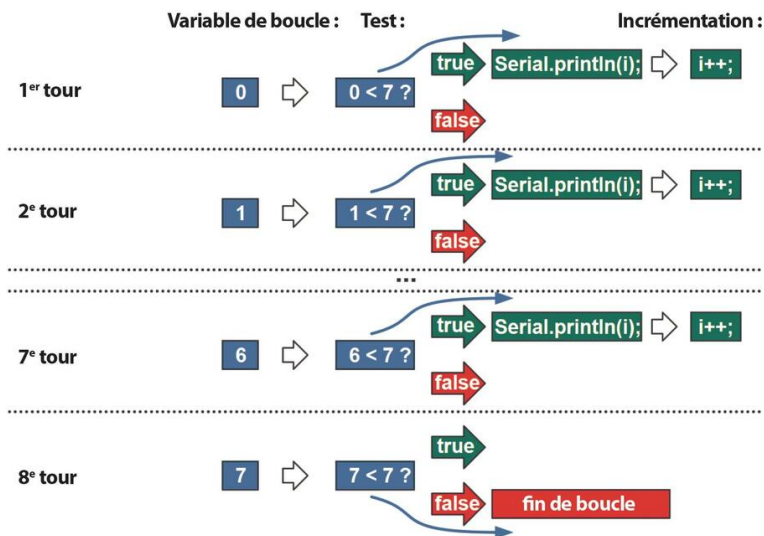 Variable de boucle : Test : Incrémentation :
true Serial.println(i); i++;
1er tour 0 0 < 7 ?
false
true Serial.println(i); i++;
2e tour 1 1 < 7 ?
false
...
true Serial.println(i); i++;
7e tour 6 6 < 7 ?
false
true
8e tour 7 7 < 7 ?
false fin de boucle